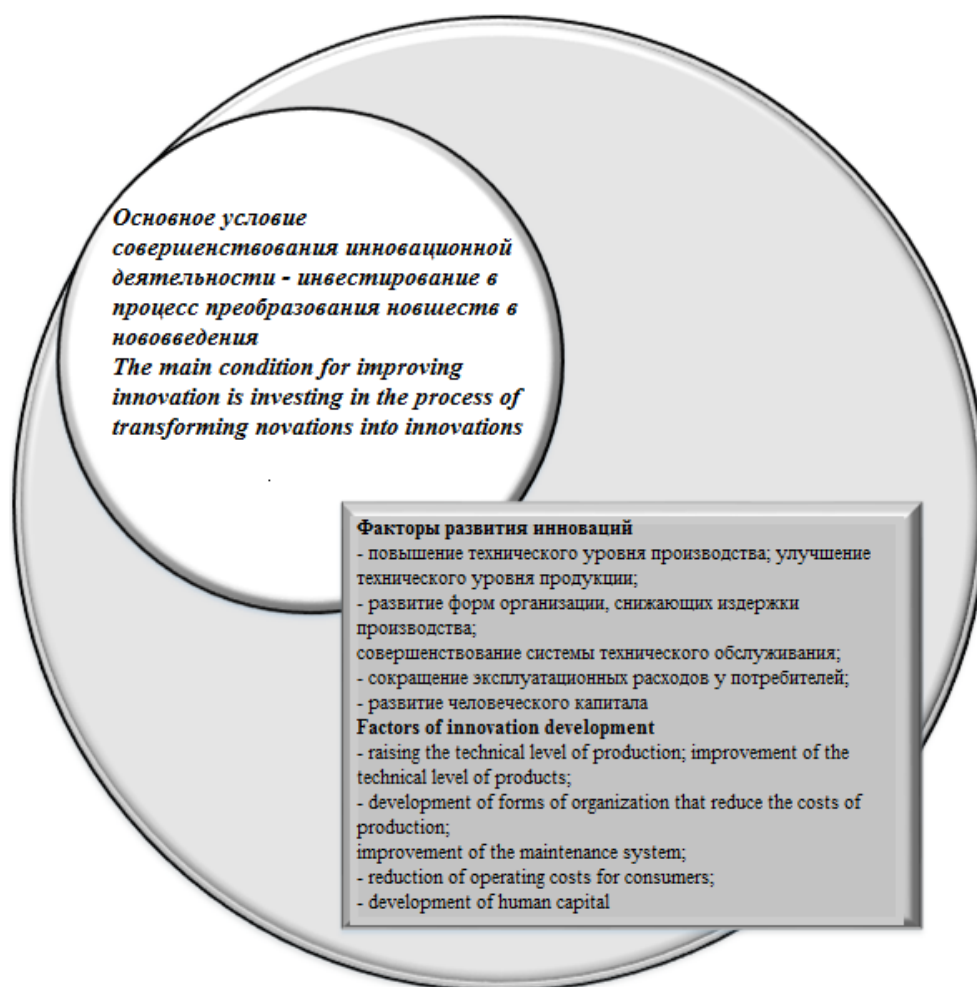 Основное условие
совершенствования инновационной
деятельности - инвестирование в
процесс преобразования новшеств в
нововведения
The main condition for improving
innovation is investing in the process of
transforming novations into innovations
.
Факторы развития инноваций
- повышение технического уровня производства; улучшение
технического уровня продукции;
- развитие форм организации, снижающих издержки
производства;
совершенствование системы технического обслуживания;
- сокращение эксплуатационных расходов у потребителей;
- развитие человеческого капитала
Factors of innovation development
- raising the technical level of production; improvement of the
technical level of products;
- development of forms of organization that reduce the costs of
production;
improvement of the maintenance system;
- reduction of operating costs for consumers;
- development of human capital